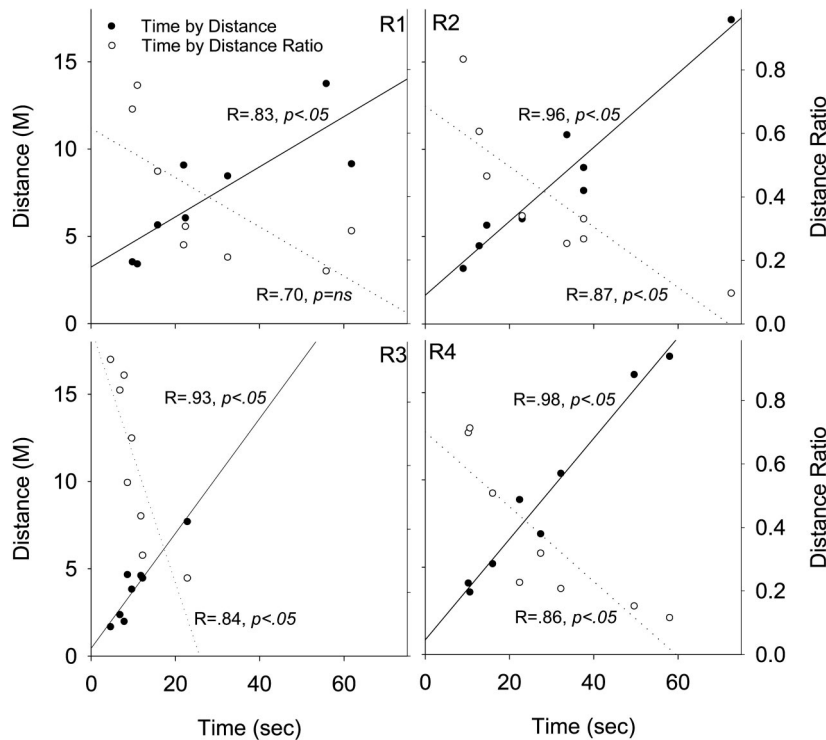 Time by Distance
Time by Distance Ratio
R1
R2
15
10
5
0
Distance (M)
R=.83, p<.05
R=.70, p=ns
R=.96, p<.05
R=.87, p<.05
0.8
0.6
0.4
0.2
0.0
Distance Ratio
R3
R4
15
10
5
0
Distance (M)
R=.93, p<.05
R=.84, p<.05
R=.98, p<.05
R=.86, p<.05
0.8
0.6
0.4
0.2
0.0
Distance Ratio
0 20 40 60
0 20 40 60
Time (sec)
Time (sec)